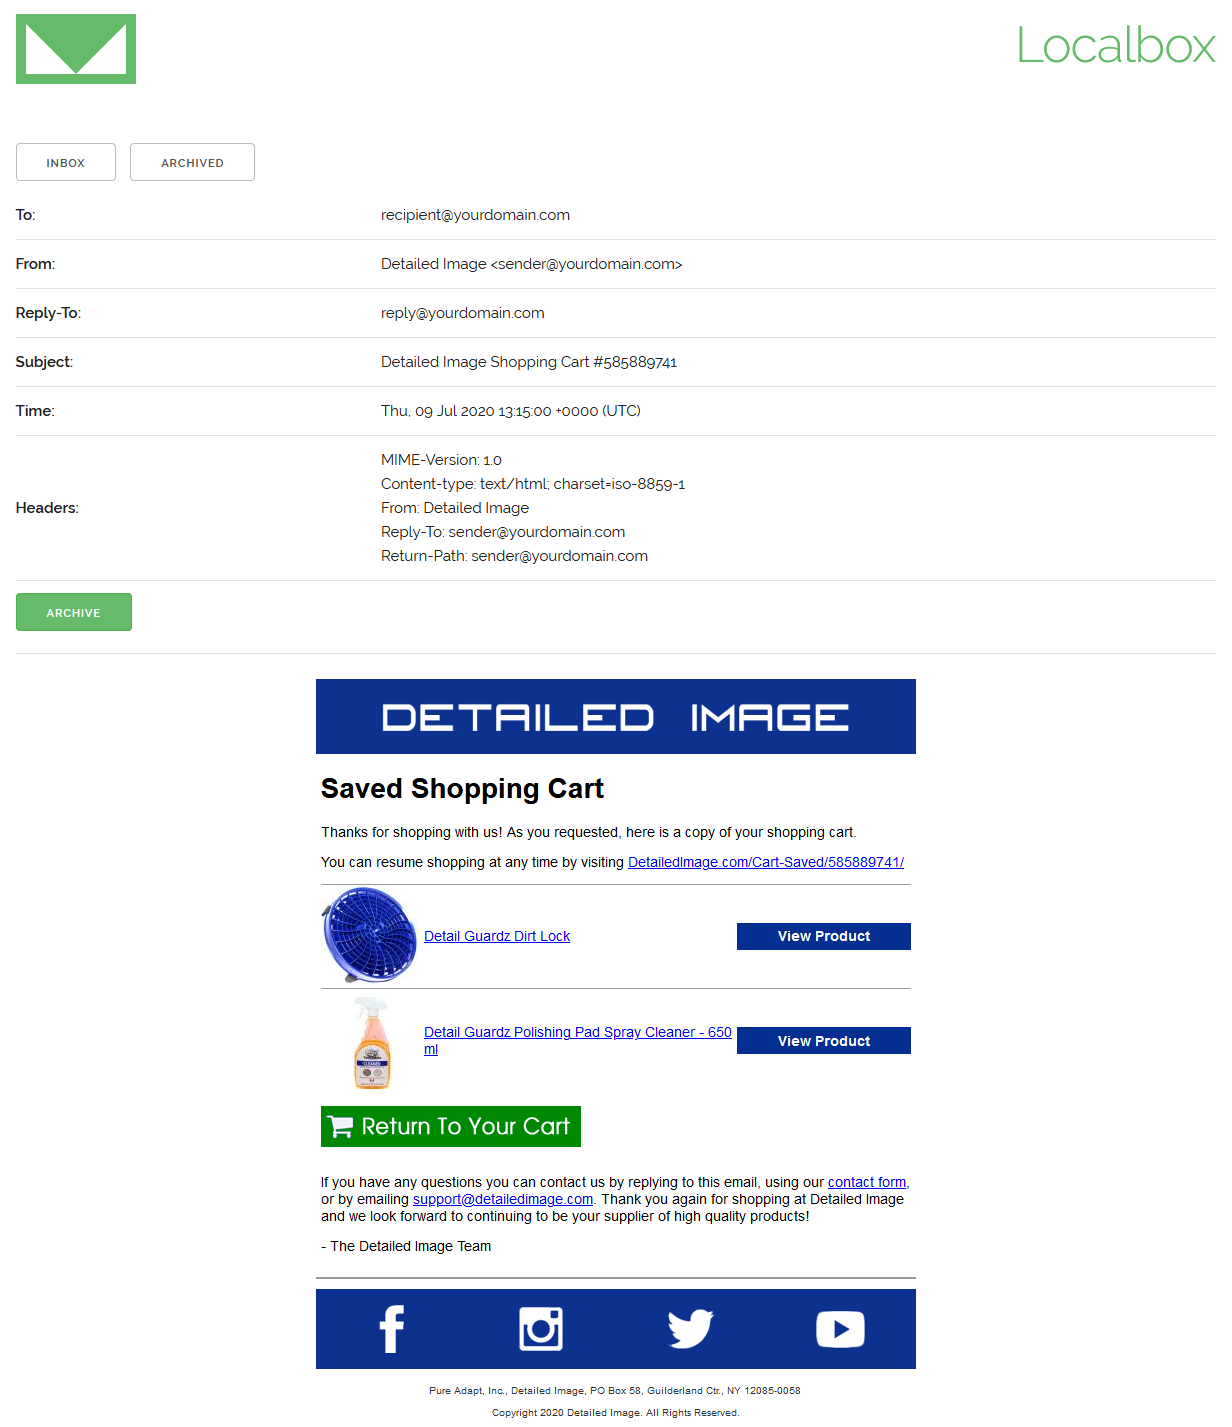 Localbox
INBOX ARCHIVED
To: recipient@yourdomain.com
From: Detailed Image <sender@yourdomain.com>
Reply-To: reply@yourdomain.com
Subject: Detailed Image Shopping Cart #585889741
Time: Thu, 09 Jul 2020 13:15:00 +0000 (UTC)
MIME-Version: 1.0
Content-type: text/html; charset=iso-8859-1
Headers: From: Detailed Image
Reply-To: sender@yourdomain.com
Return-Path: sender@yourdomain.com
ARCHIVE
DETAILED IMAGE
Saved Shopping Cart
Thanks for shopping with us! As you requested, here is a copy of your shopping cart.
You can resume shopping at any time by visiting DetailedImage.com/Cart-Saved/585889741/
Detail Guardz Dirt Lock View Product
Detail Guardz Polishing Pad Spray Cleaner - 650
ml
View Product
Return To Your Cart
If you have any questions you can contact us by replying to this email, using our contact form,
or by emailing support@detailedimage.com. Thank you again for shopping at Detailed Image
and we look forward to continuing to be your supplier of high quality products!
- The Detailed Image Team
Pure Adapt, Inc., Detailed Image, PO Box 58, Guilderland Ctr., NY 12085-0058
Copyright 2020 Detailed Image. All Rights Reserved.